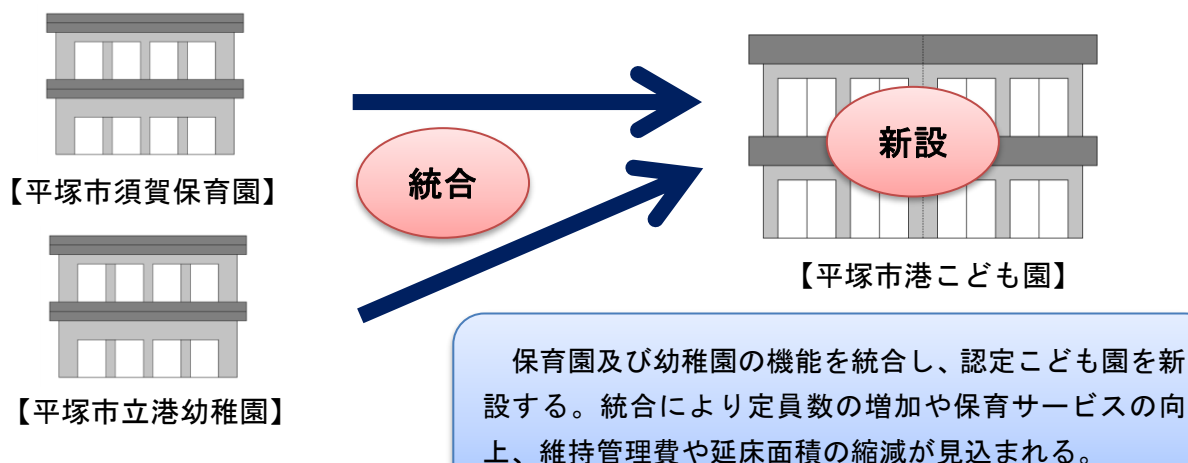 【平塚市須賀保育園】
【平塚市立港幼稚園】
統合
新設
【平塚市港こども園】
保育園及び幼稚園の機能を統合し、認定こども園を新
設する。統合により定員数の増加や保育サービスの向
上、維持管理費や延床面積の縮減が見込まれる。